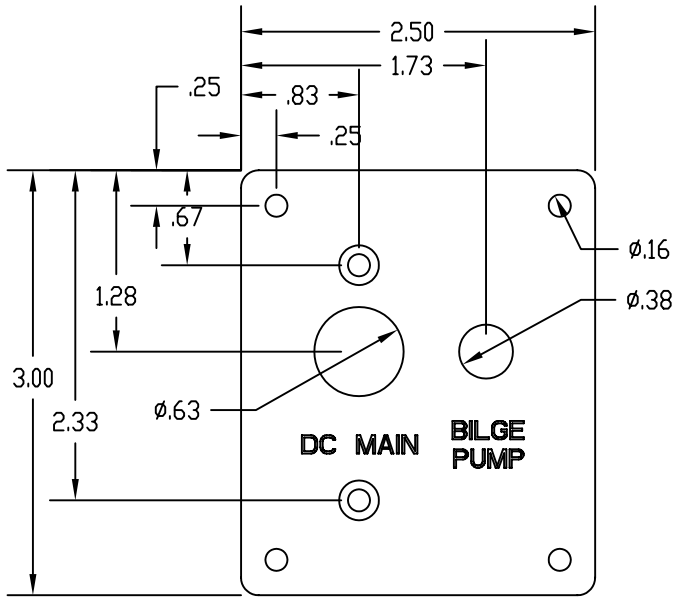 2.50
1.73
.25
.83
.25
.67
Ø.16
1.28
Ø.38
3.00
2.33
Ø.63
BILGE
DC MAIN
PUMP